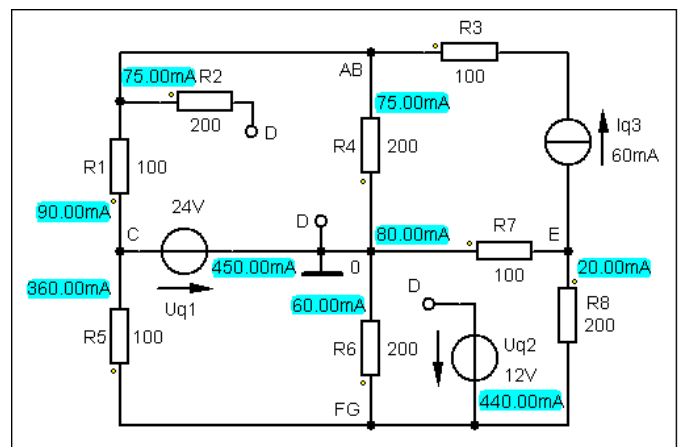 R3
AB
100
75.00mA R2
75.00mA
D
200
Iq3
60mA
R4 200
R1 100
90.00mA
24V
D
R7
C
80.00mA
E
450.00mA
0
100
20.00mA
360.00mA
Uq1
60.00mA
D
R8
200
R5 100
R6 200
Uq2
12V
440.00mA
FG